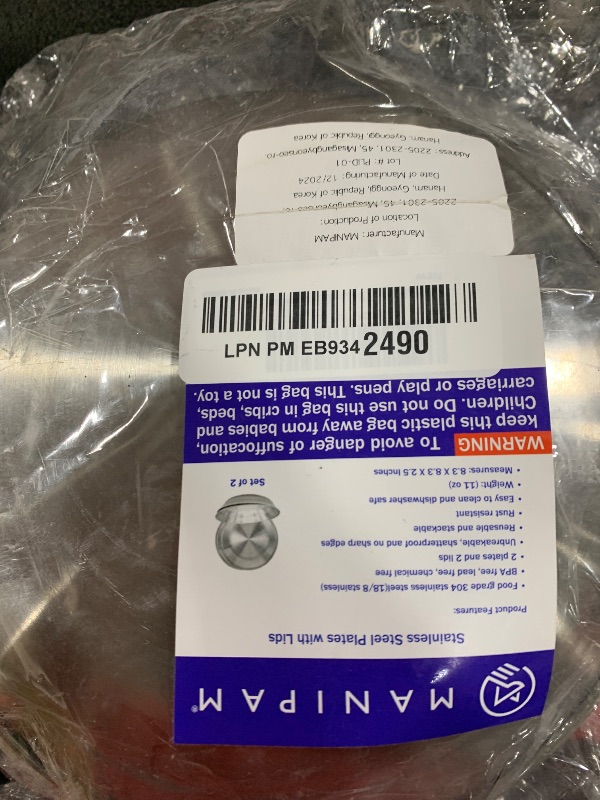 MANIPAM®
Stainless Steel Plates with Lids
Product Features:
• Food grade 304 stainless steel(18/8 stainless)
• BPA free, lead free, chemical free
• 2 plates and 2 lids
• Unbreakable, shatterproof and no sharp edges
• Reusable and stackable
• Rust resistant
• Easy to clean and dishwasher safe
• Weight: (11 oz)
• Measures: 8.3 X 8.3 X 2.5 Inches
Set of 2
WARNING To avoid danger of suffocation,
keep this plastic bag away from babies and
Children. Do not use this bag in cribs, beds,
carriages or play pens. This bag is not a toy.
LPN PM EB934 2490
Manufacturer: MANIPAM
Location of Production:
2205-2301, 45, Misagangbyeonseo-ro,
Hanam, Gyeonggi, Republic of Korea
Date of Manufacturing: 12/2024
Lot #: PLID-01
Address: 2205-2301, 45, Misagangbyeonseo-ro,
Hanam, Gyeonggi, Republic of Korea